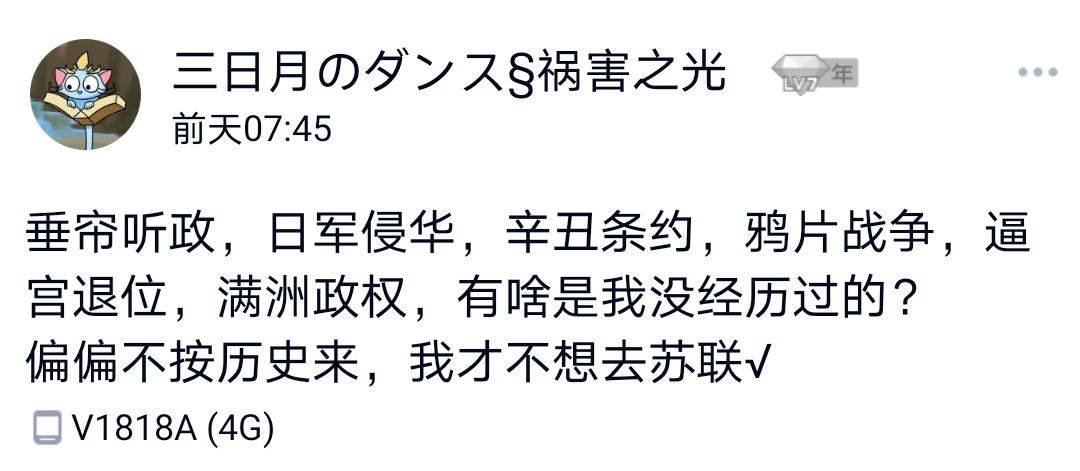 三日月のダンス§祸害之光
LV7年
前天07:45
垂帘听政，日军侵华，辛丑条约，鸦片战争，逼
宫退位，满洲政权，有啥是我没经历过的？
偏偏不按历史来，我才不想去苏联√
V1818A (4G)